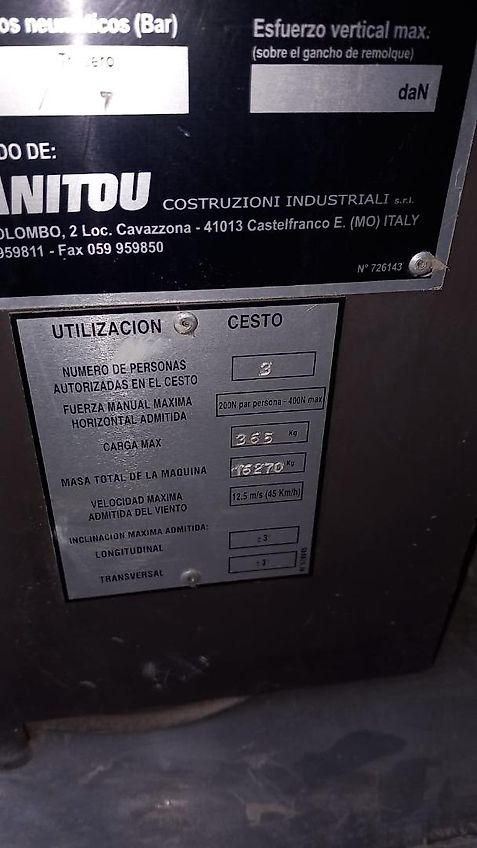 os neumáticos (Bar)
Trasero
/ 7
Esfuerzo vertical max.
(sobre el gancho de remolque)
daN
DO DE:
ANITOU COSTRUZIONI INDUSTRIALI s.r.l.
OLOMBO, 2 Loc. Cavazzona - 41013 Castelfranco E. (MO) ITALY
959811 - Fax 059 959850
N° 726143
UTILIZACION CESTO
NUMERO DE PERSONAS
AUTORIZADAS EN EL CESTO 3
FUERZA MANUAL MAXIMA
HORIZONTAL ADMITIDA 200N par persona - 400N max
CARGA MAX 365 Kg
MASA TOTAL DE LA MAQUINA 16270 Kg
VELOCIDAD MAXIMA
ADMITIDA DEL VIENTO 12.5 m/s (45 Km/h)
INCLINACION MAXIMA ADMITIDA:
LONGITUDINAL ± 3°
TRANSVERSAL ± 3°